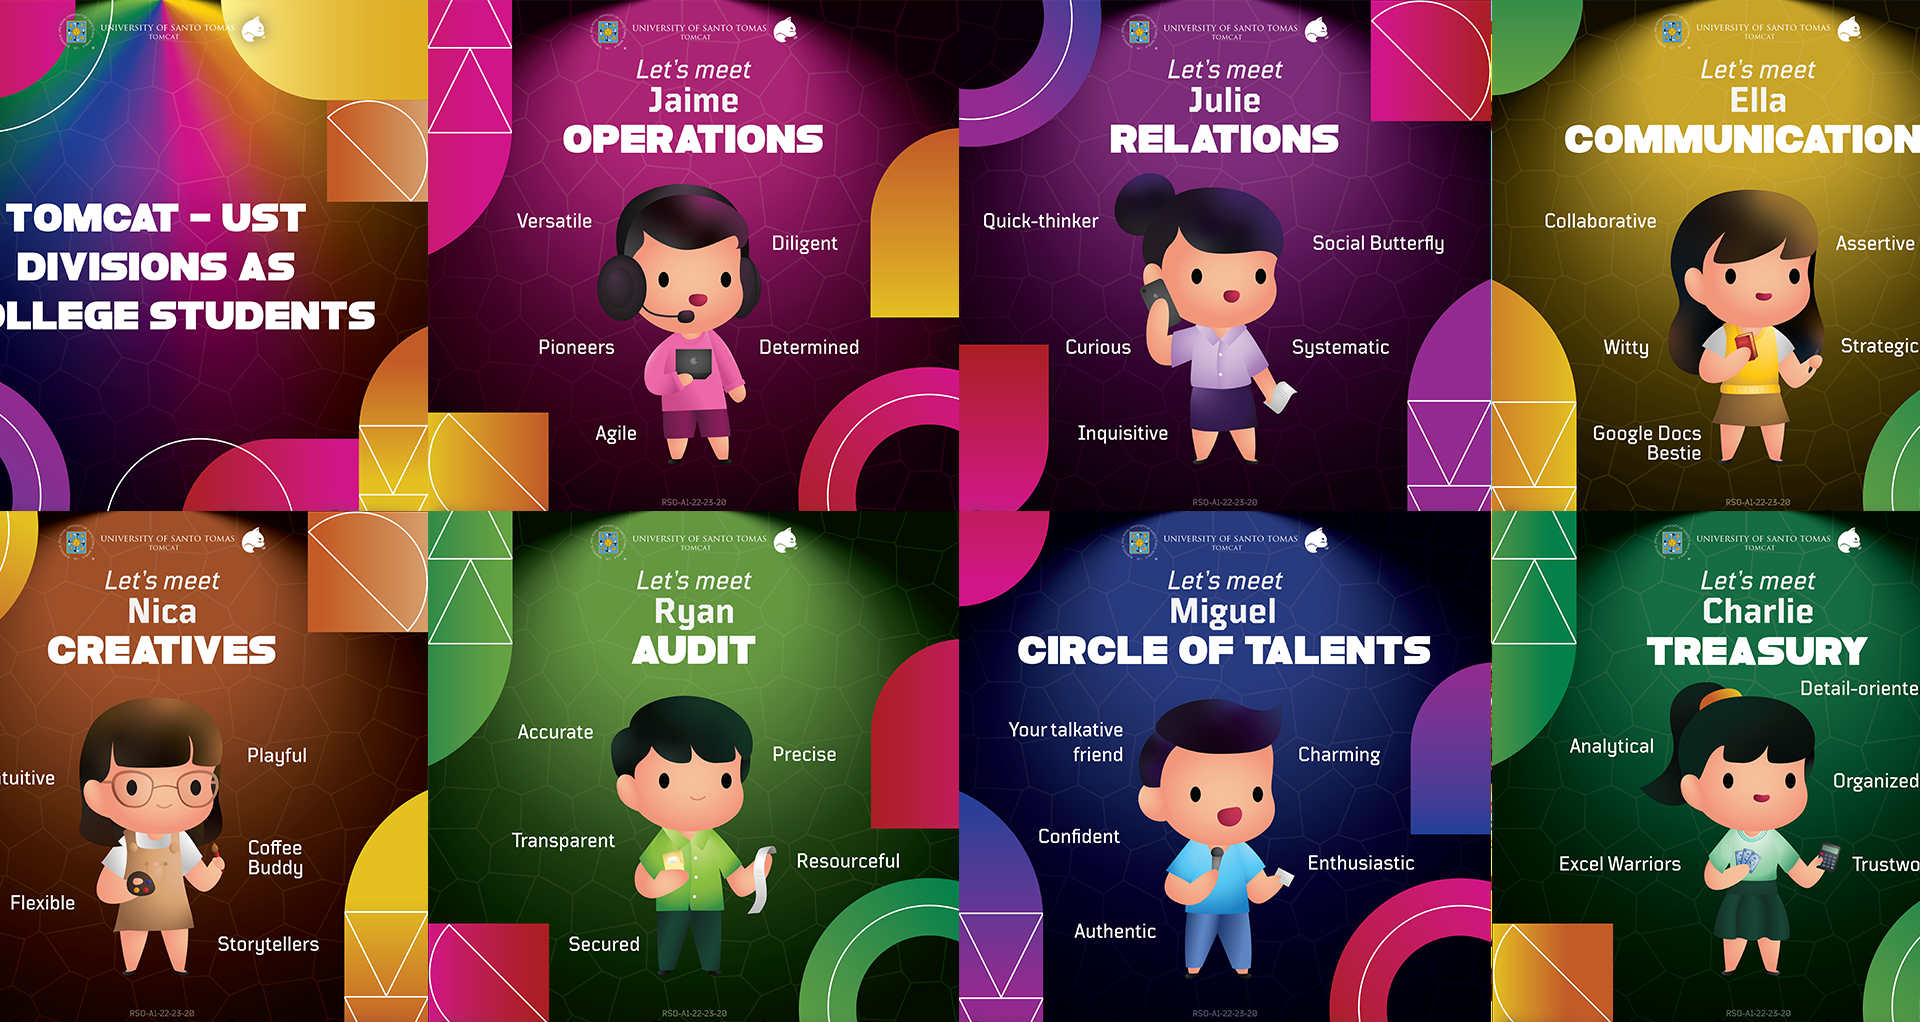 UNIVERSITY OF SANTO TOMAS
TOMCAT
TOMCAT - UST
DIVISIONS AS
OLLEGE STUDENTS
UNIVERSITY OF SANTO TOMAS
TOMCAT
Let's meet
Jaime
OPERATIONS
Versatile
Diligent
Pioneers
Determined
Agile
RSO-A1-22-23-20
UNIVERSITY OF SANTO TOMAS
TOMCAT
Let's meet
Julie
RELATIONS
Quick-thinker
Social Butterfly
Curious
Systematic
Inquisitive
RSO-A1-22-23-20
UNIVERSITY OF SANTO TOMAS
TOMCAT
Let's meet
Ella
COMMUNICATION
Collaborative
Assertive
Witty
Strategic
Google Docs
Bestie
RSO-A1-22-23-20
UNIVERSITY OF SANTO TOMAS
TOMCAT
Let's meet
Nica
CREATIVES
Playful
tuitive
Coffee
Buddy
Flexible
Storytellers
RSO-A1-22-23-20
UNIVERSITY OF SANTO TOMAS
TOMCAT
Let's meet
Ryan
AUDIT
Accurate
Precise
Transparent
Resourceful
Secured
RSO-A1-22-23-20
UNIVERSITY OF SANTO TOMAS
TOMCAT
Let's meet
Miguel
CIRCLE OF TALENTS
Your talkative
friend
Charming
Confident
Enthusiastic
Authentic
RSO-A1-22-23-20
UNIVERSITY OF SANTO TOMAS
TOMCAT
Let's meet
Charlie
TREASURY
Detail-oriente
Analytical
Organized
Excel Warriors
Trustwo
RSO-A1-22-23-20